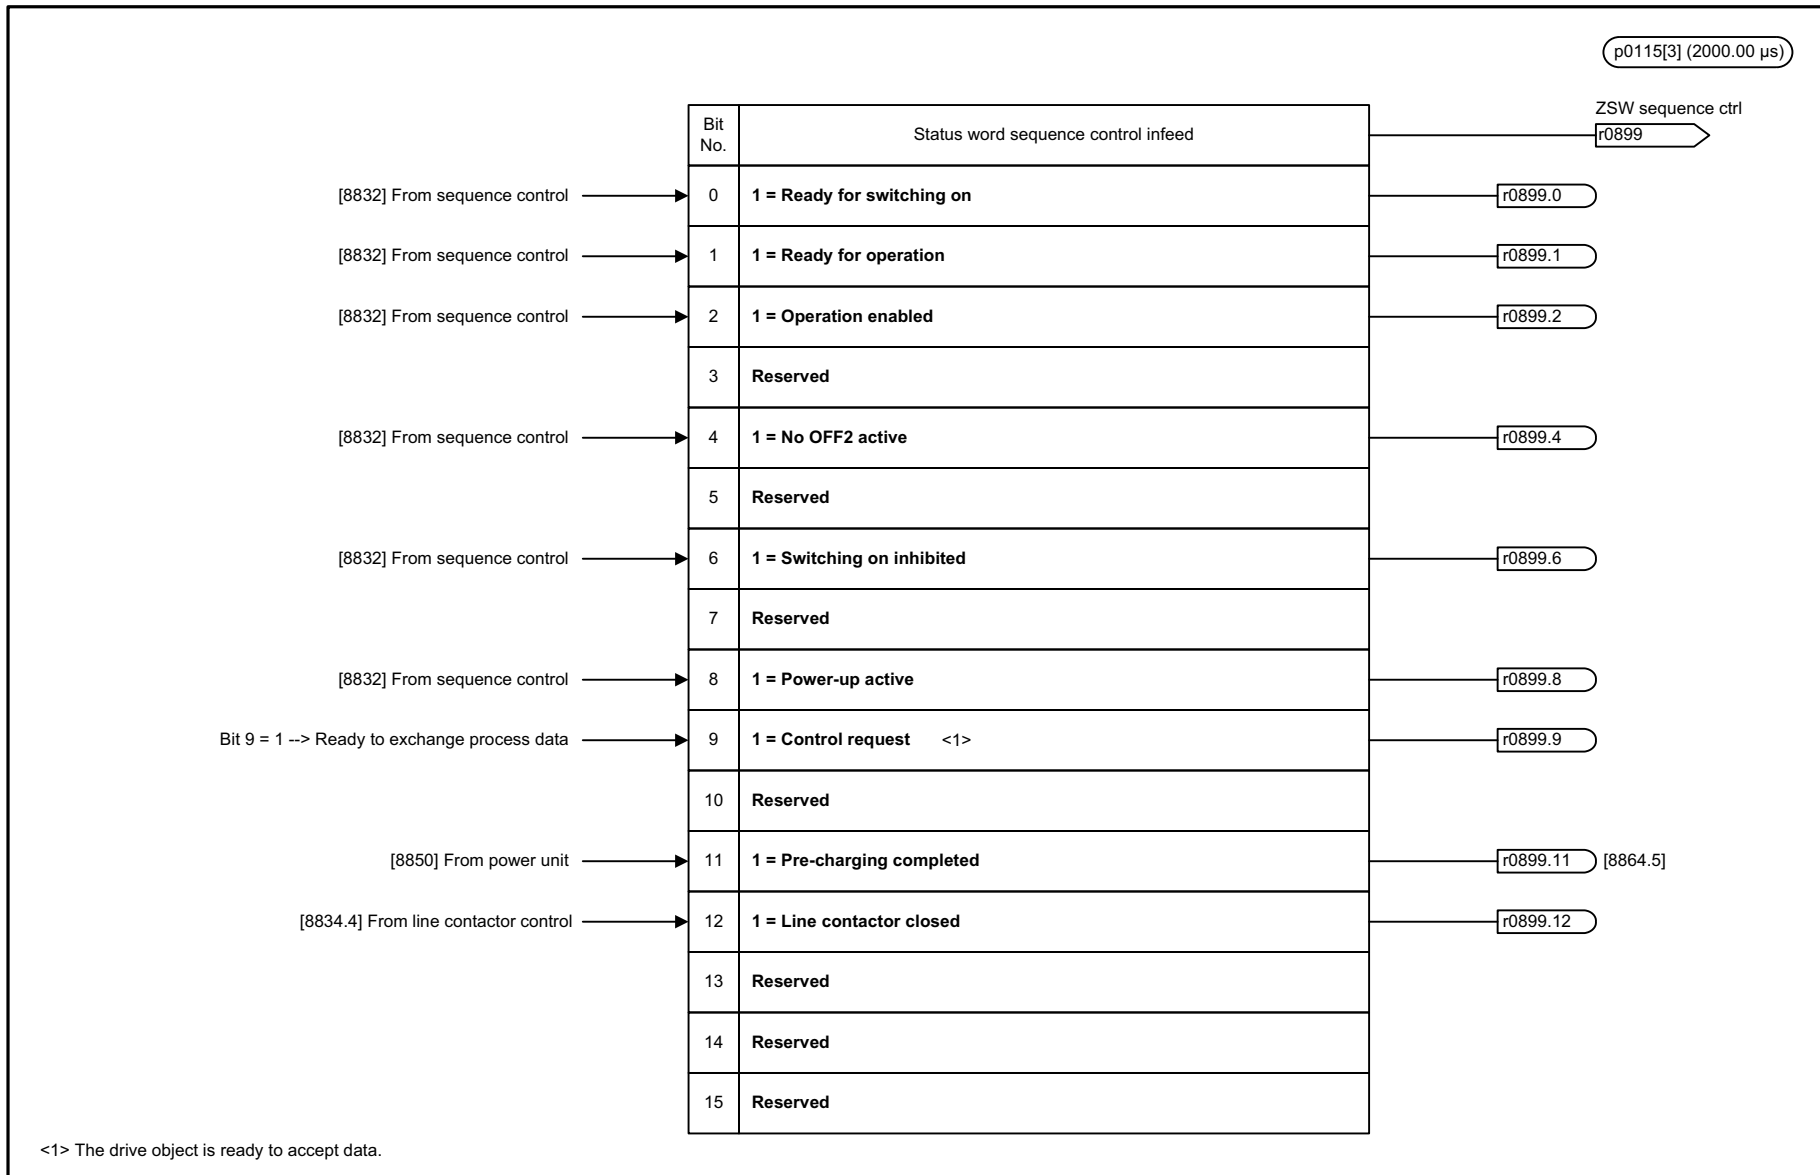 p0115[3] (2000.00 µs)
ZSW sequence ctrl
Bit No. Status word sequence control infeed r0899
[8832] From sequence control 0 1 = Ready for switching on r0899.0
[8832] From sequence control 1 1 = Ready for operation r0899.1
[8832] From sequence control 2 1 = Operation enabled r0899.2
3 Reserved
[8832] From sequence control 4 1 = No OFF2 active r0899.4
5 Reserved
[8832] From sequence control 6 1 = Switching on inhibited r0899.6
7 Reserved
[8832] From sequence control 8 1 = Power-up active r0899.8
Bit 9 = 1 --> Ready to exchange process data 9 1 = Control request <1> r0899.9
10 Reserved
[8850] From power unit 11 1 = Pre-charging completed r0899.11 [8864.5]
[8834.4] From line contactor control 12 1 = Line contactor closed r0899.12
13 Reserved
14 Reserved
15 Reserved
<1> The drive object is ready to accept data.